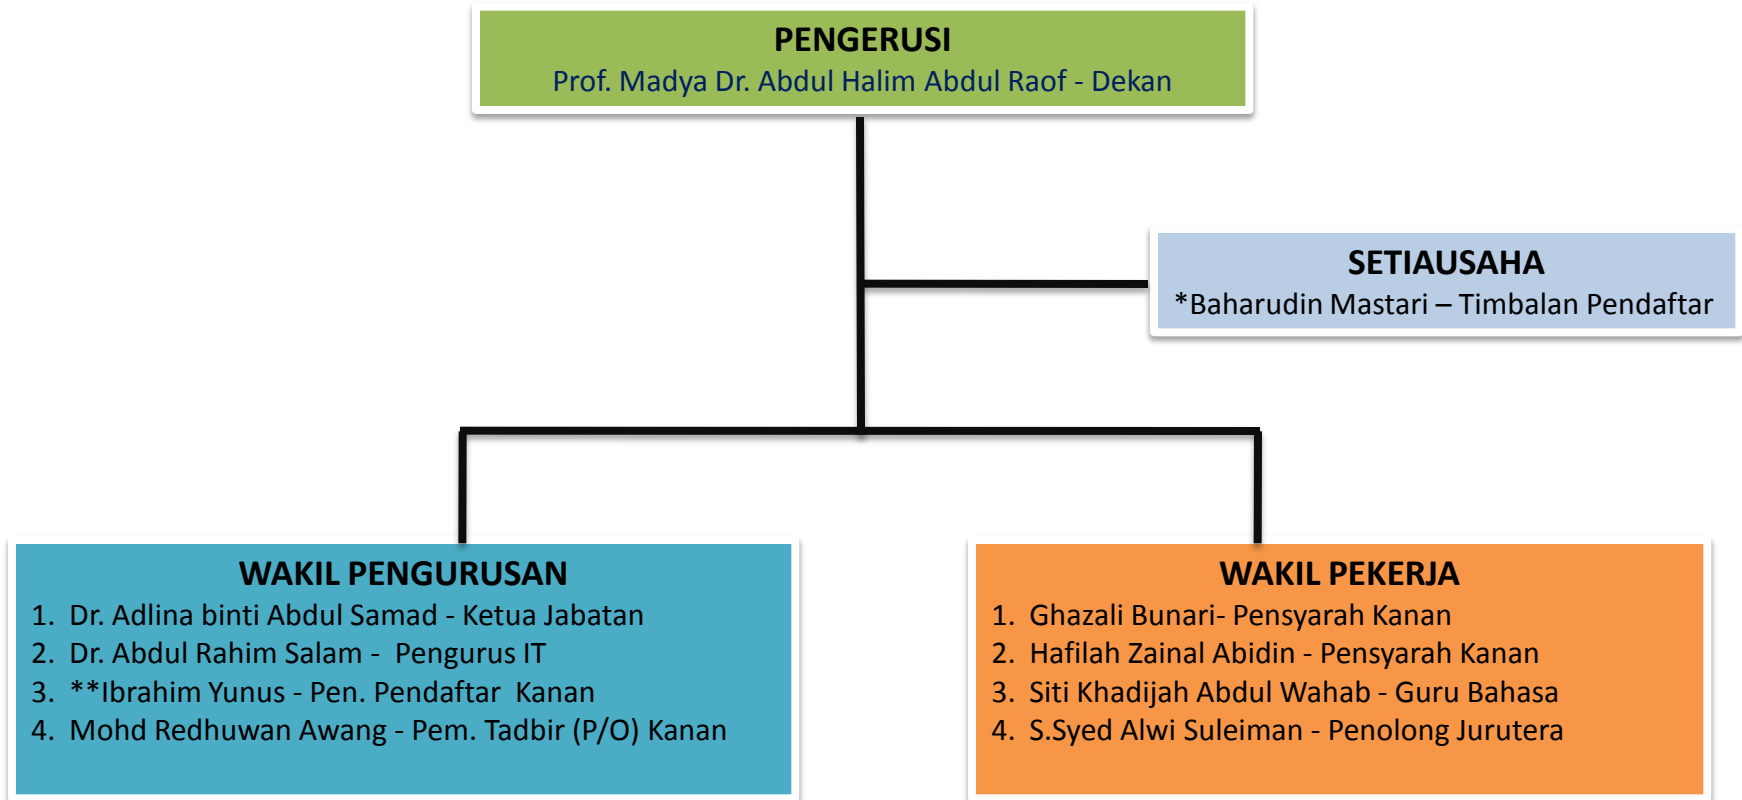 PENGERUSI
Prof. Madya Dr. Abdul Halim Abdul Raof - Dekan
SETIAUSAHA
*Baharudin Mastari – Timbalan Pendaftar
WAKIL PENGURUSAN
1. Dr. Adlina binti Abdul Samad - Ketua Jabatan
2. Dr. Abdul Rahim Salam - Pengurus IT
3. **Ibrahim Yunus - Pen. Pendaftar Kanan
4. Mohd Redhuwan Awang - Pem. Tadbir (P/O) Kanan
WAKIL PEKERJA
1. Ghazali Bunari- Pensyarah Kanan
2. Hafilah Zainal Abidin - Pensyarah Kanan
3. Siti Khadijah Abdul Wahab - Guru Bahasa
4. S.Syed Alwi Suleiman - Penolong Jurutera